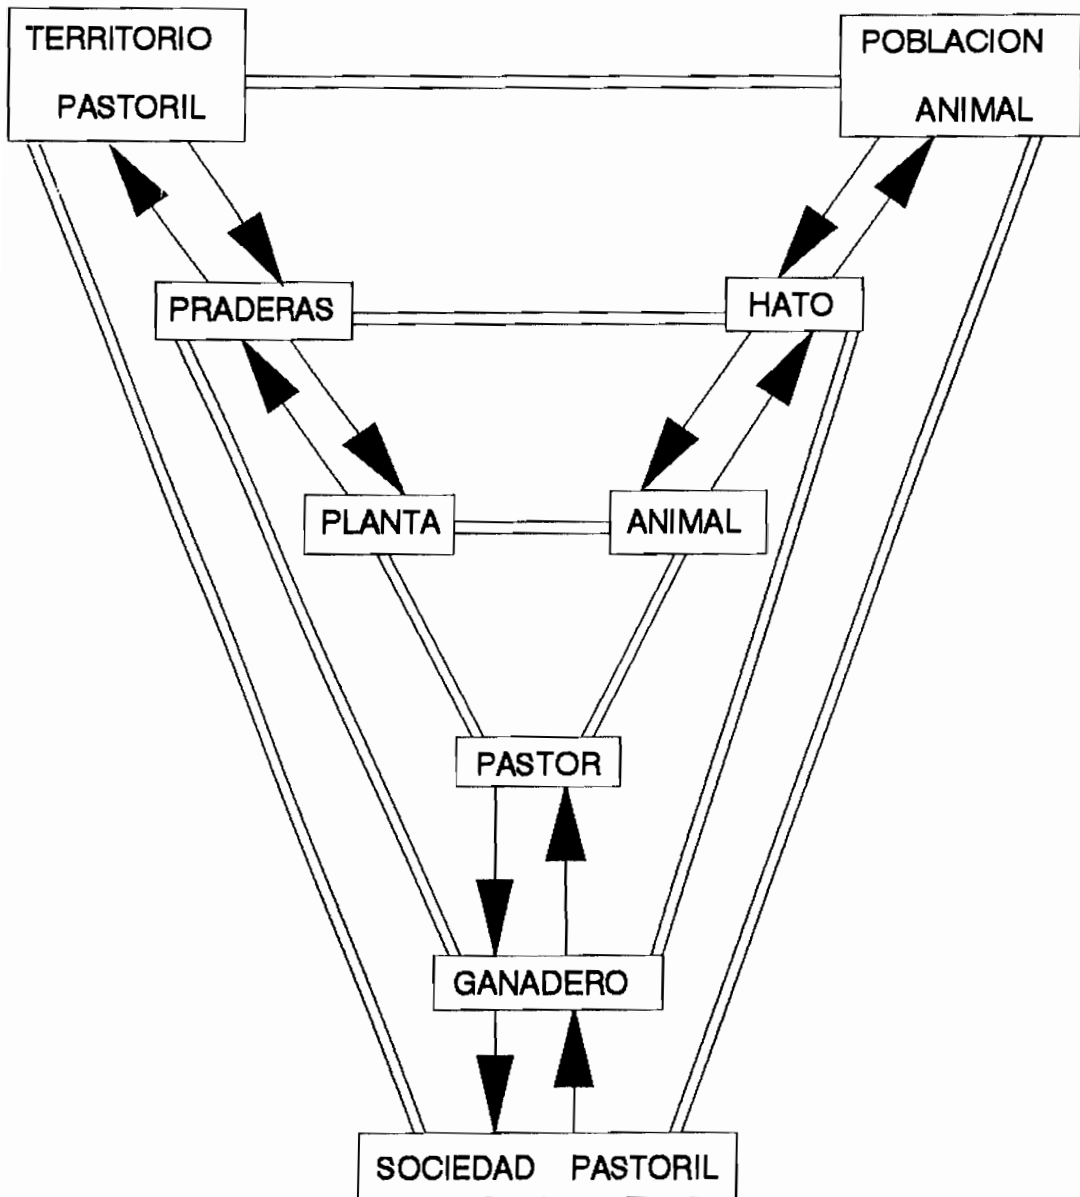 TERRITORIO
PASTORIL
POBLACION
ANIMAL
PRADERAS
HATO
PLANTA
ANIMAL
PASTOR
GANADERO
SOCIEDAD PASTORIL